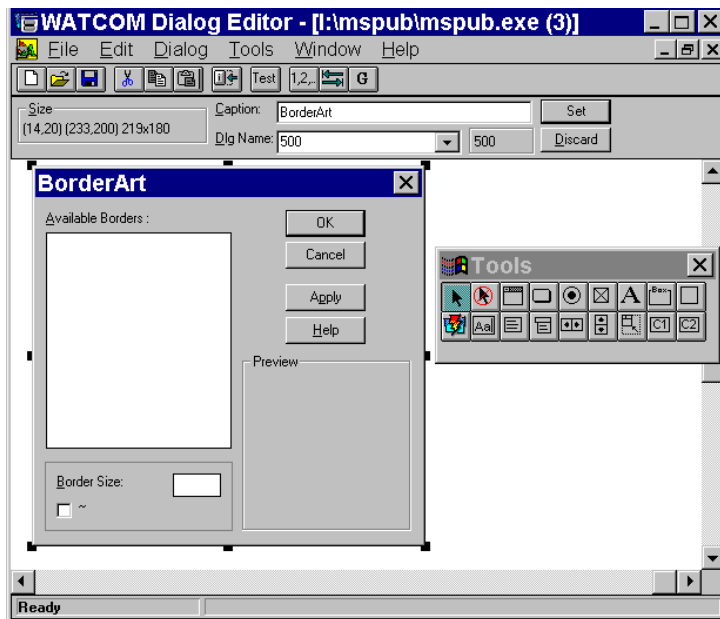 WATCOM Dialog Editor - [I:\mspub\mspub.exe (3)]
File Edit Dialog Tools Window Help
Test 1,2,.. G
Size
(14,20) (233,200) 219x180
Caption: BorderArt Set
Dlg Name: 500 500 Discard
BorderArt
Available Borders :
OK
Cancel
Apply
Help
Preview
Border Size:
~
Tools
A Box
Aa C1 C2
Ready